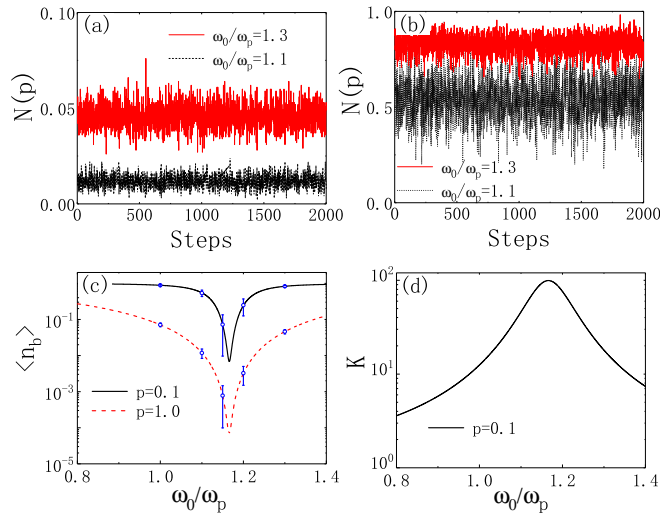 (a)
ω0/ωp=1.3
ω0/ωp=1.1
N(p)
0.10
0.05
0.00
0 500 1000 1500 2000
Steps
(b)
N(p)
1.0
0.5
0.0
ω0/ωp=1.3
ω0/ωp=1.1
0 500 1000 1500 2000
Steps
(c)
<nb>
10^-1
10^-3
10^-5
p=0.1
p=1.0
0.8 1.0 1.2 1.4
ω0/ωp
(d)
K
10^2
10^1
10^0
p=0.1
0.8 1.0 1.2 1.4
ω0/ωp